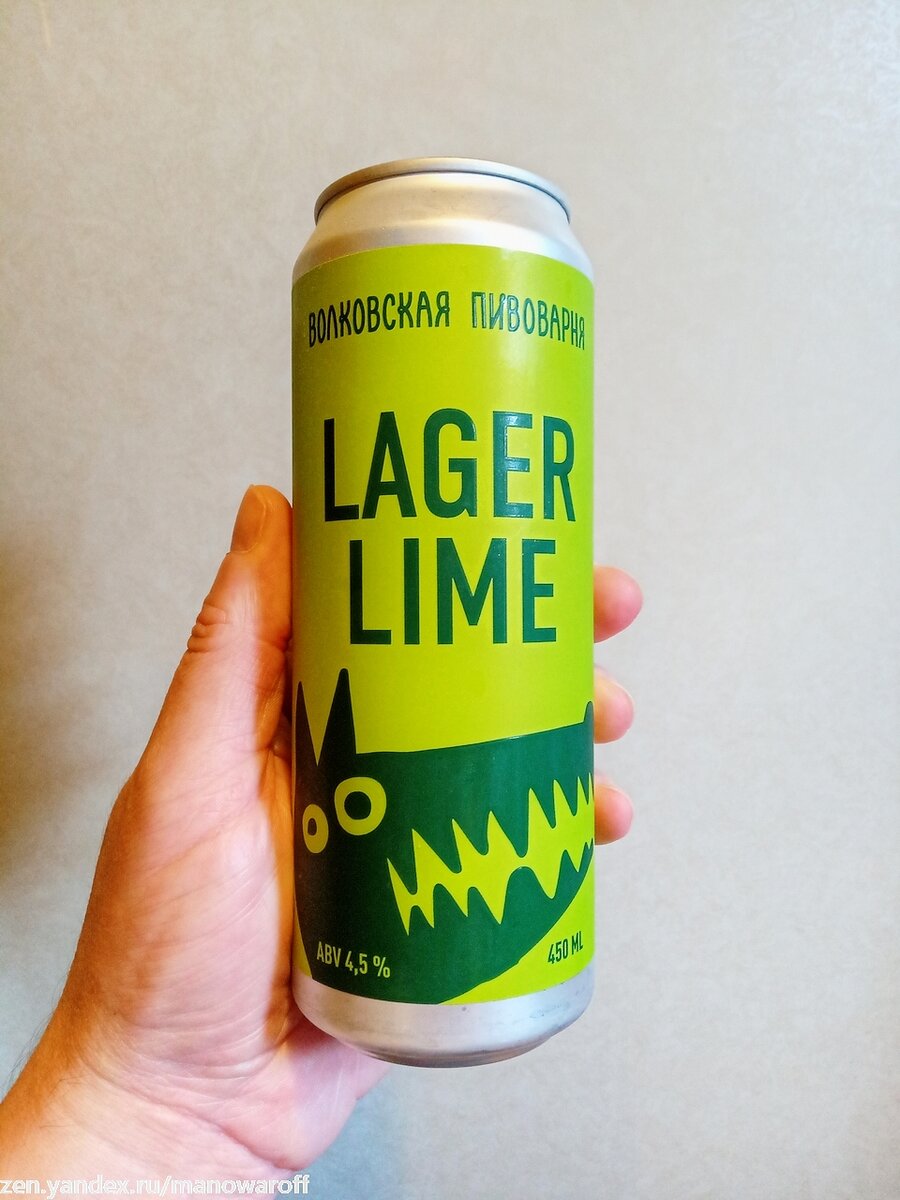 ВОЛКОВСКАЯ ПИВОВАРНЯ
LAGER
LIME
ABV 4,5 %
450 ML
zen.yandex.ru/manowaroff